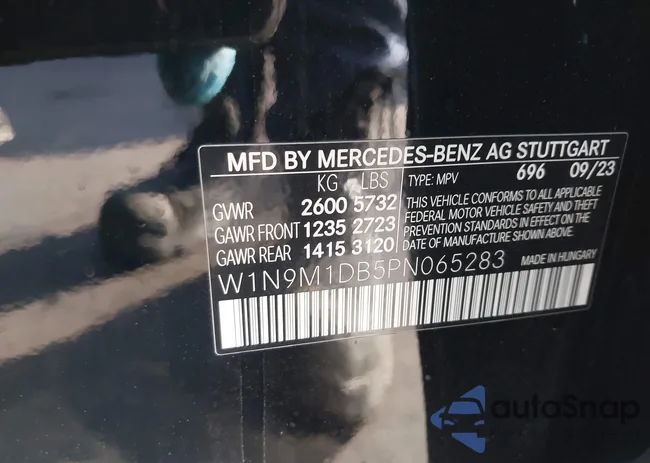 MFD BY MERCEDES-BENZ AG STUTTGART
KG LBS TYPE: MPV 696 09/23
GVWR 2600 5732
GAWR FRONT 1235 2723
GAWR REAR 1415 3120
THIS VEHICLE CONFORMS TO ALL APPLICABLE
FEDERAL MOTOR VEHICLE SAFETY AND THEFT
PREVENTION STANDARDS IN EFFECT ON THE
DATE OF MANUFACTURE SHOWN ABOVE.
W1N9M1DB5PN065283
MADE IN HUNGARY
autoSnap